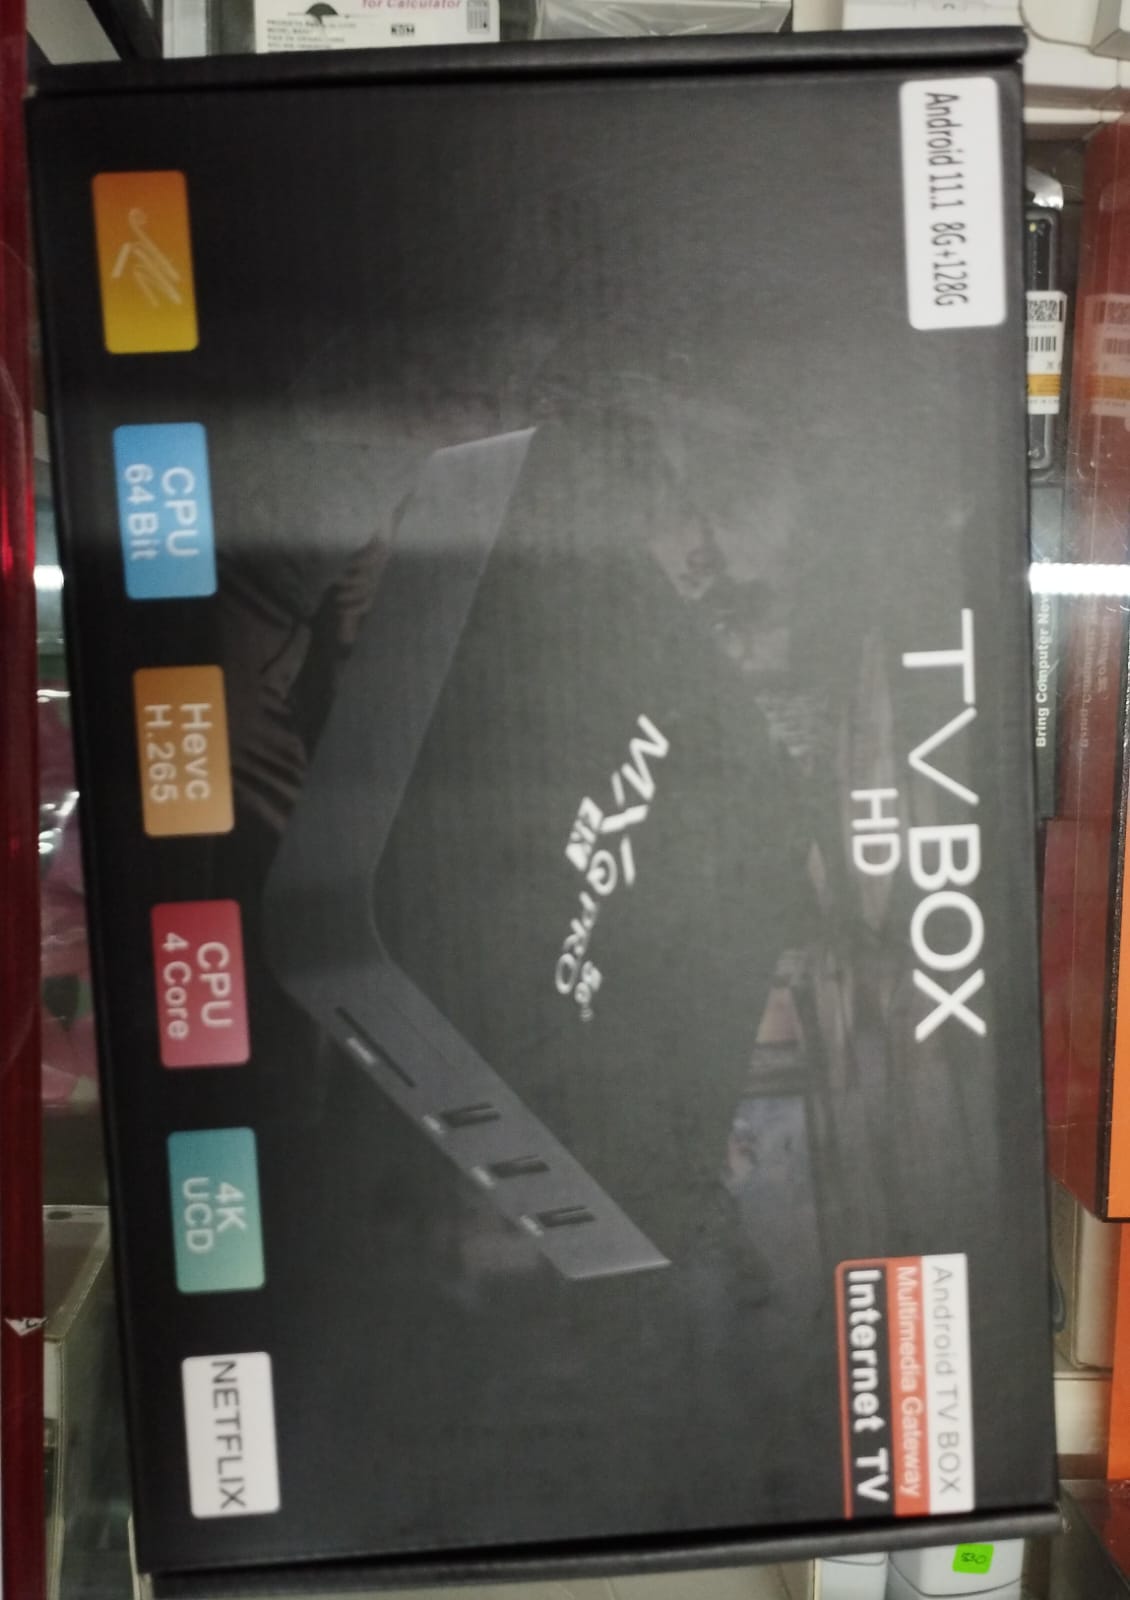 Android 11.1 8G+128G
TV BOX
HD
Android TV BOX
Multimedia Gateway
Internet TV
MXQ PRO
5G
CPU
64 Bit
Hevc
H.265
CPU
4 Core
4K
UCD
NETFLIX
for Calculator
Bring Computer